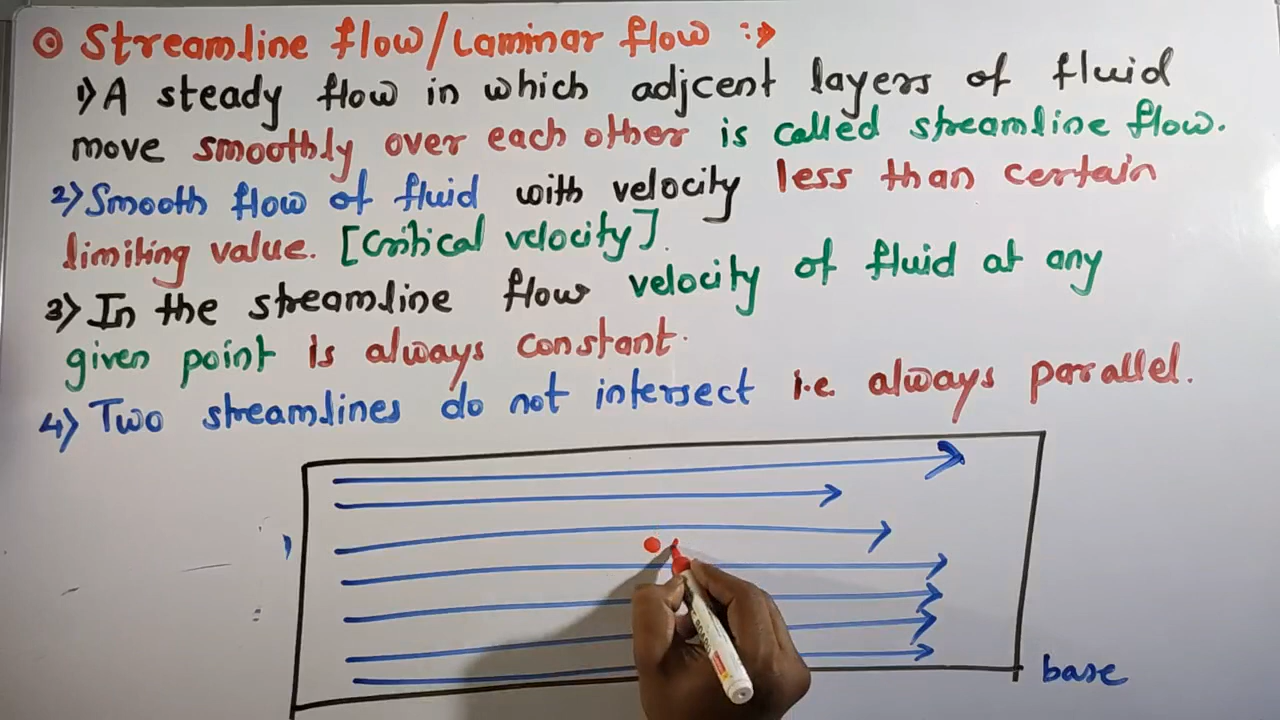 Streamline flow/Laminar flow :→
1) A steady flow in which adjcent layers of fluid
move smoothly over each other is called streamline flow.
2) Smooth flow of fluid with velocity less than certain
limiting value. [Critical velocity].
3) In the streamline flow velocity of fluid at any
given point is always constant.
4) Two streamlines do not intersect i.e. always parallel.
base